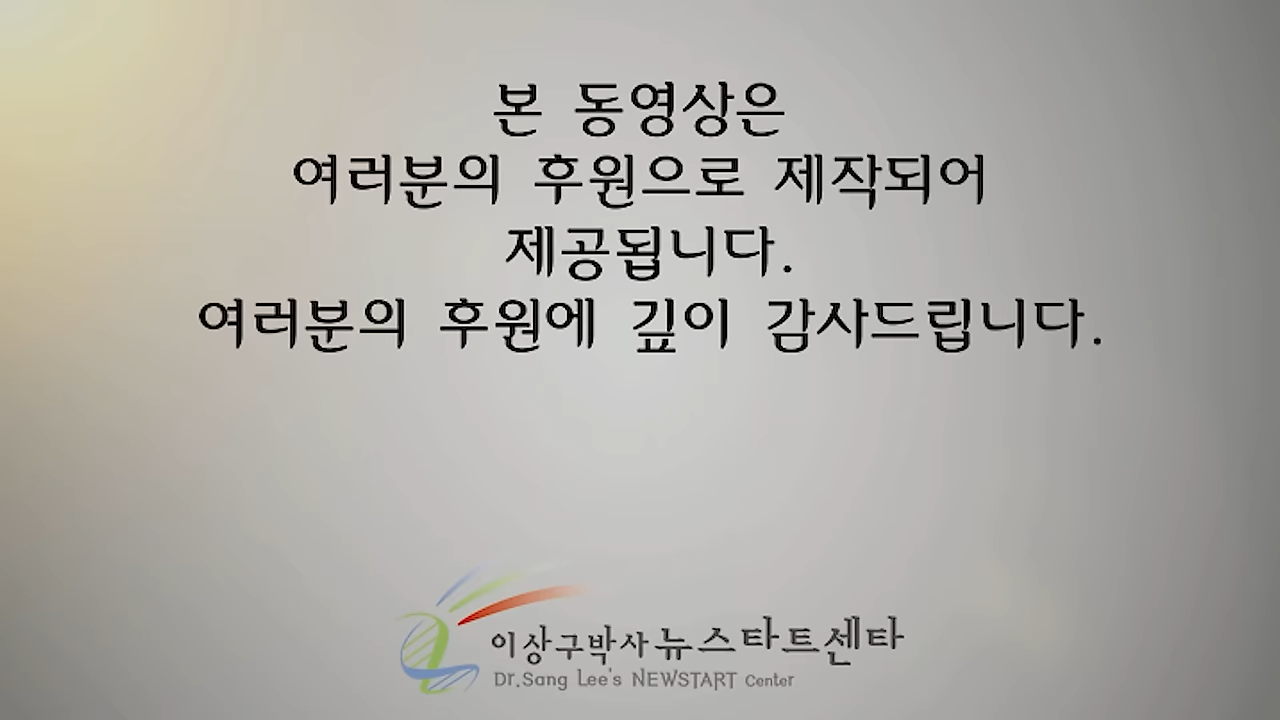 본 동영상은
여러분의 후원으로 제작되어
제공됩니다.
여러분의 후원에 깊이 감사드립니다.
이상구박사 뉴스타트센타
Dr.Sang Lee's NEWSTART Center